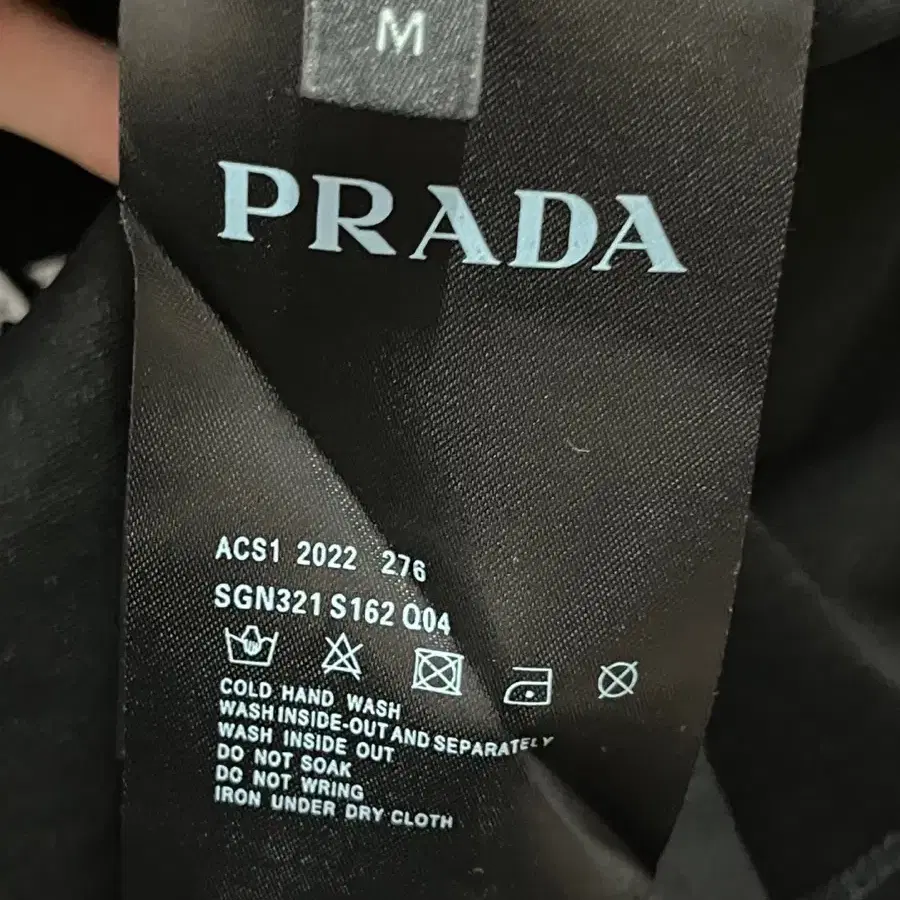 M
PRADA
ACS1 2022 276
SGN321 S162 Q04
COLD HAND WASH
WASH INSIDE-OUT AND SEPARATELY
WASH INSIDE OUT
DO NOT SOAK
DO NOT WRING
IRON UNDER DRY CLOTH